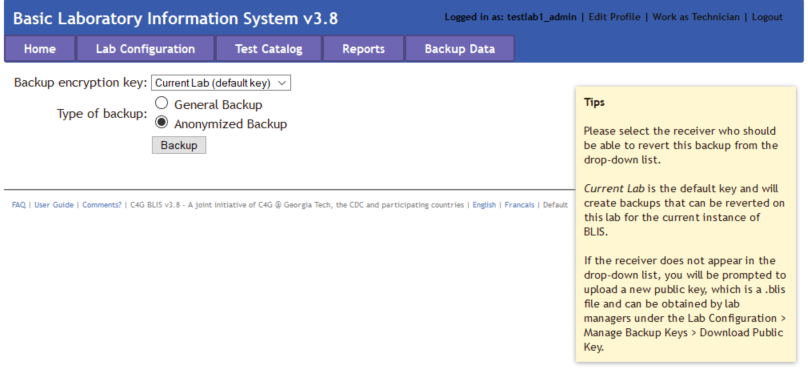 Basic Laboratory Information System v3.8
Logged in as: testlab1_admin | Edit Profile | Work as Technician | Logout
Home Lab Configuration Test Catalog Reports Backup Data
Backup encryption key: Current Lab (default key)
Type of backup: General Backup
Anonymized Backup
Backup
FAQ | User Guide | Comments? | C4G BLIS v3.8 - A joint initiative of C4G @ Georgia Tech, the CDC and participating countries | English | Francais | Default
Tips
Please select the receiver who should
be able to revert this backup from the
drop-down list.
Current Lab is the default key and will
create backups that can be reverted on
this lab for the current instance of
BLIS.
If the receiver does not appear in the
drop-down list, you will be prompted to
upload a new public key, which is a .blis
file and can be obtained by lab
managers under the Lab Configuration >
Manage Backup Keys > Download Public
Key.